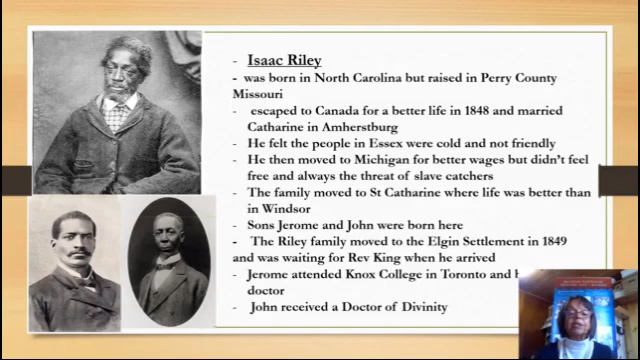 - Isaac Riley
- was born in North Carolina but raised in Perry County
Missouri
- escaped to Canada for a better life in 1848 and married
Catharine in Amherstburg
- He felt the people in Essex were cold and not friendly
- He then moved to Michigan for better wages but didn't feel
free and always the threat of slave catchers
- The family moved to St Catharine where life was better than
in Windsor
- Sons Jerome and John were born here
- The Riley family moved to the Elgin Settlement in 1849
and was waiting for Rev King when he arrived
- Jerome attended Knox College in Toronto and
doctor
- John received a Doctor of Divinity